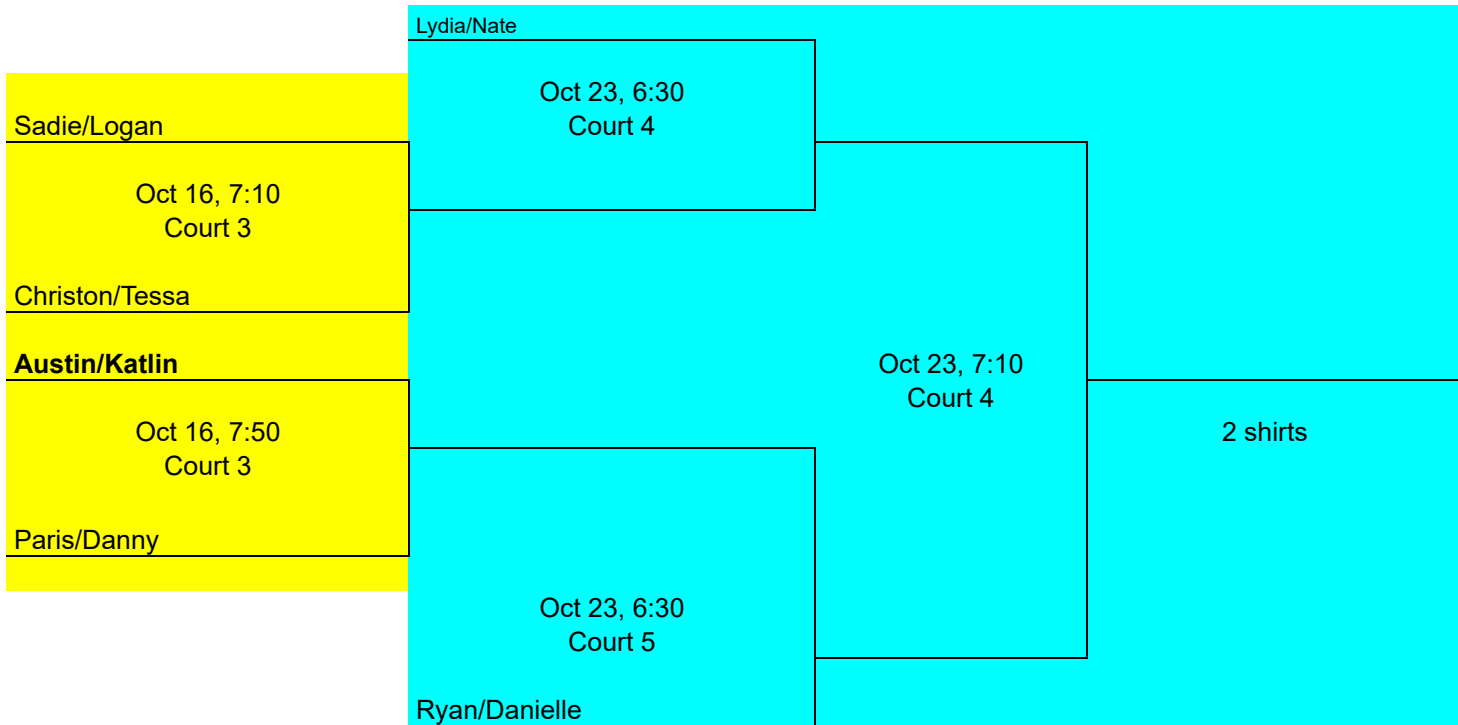 Lydia/Nate
Oct 23, 6:30
Court 4
Sadie/Logan
Oct 16, 7:10
Court 3
Christon/Tessa
Austin/Katlin
Oct 16, 7:50
Court 3
Paris/Danny
Oct 23, 6:30
Court 5
Ryan/Danielle
Oct 23, 7:10
Court 4
2 shirts